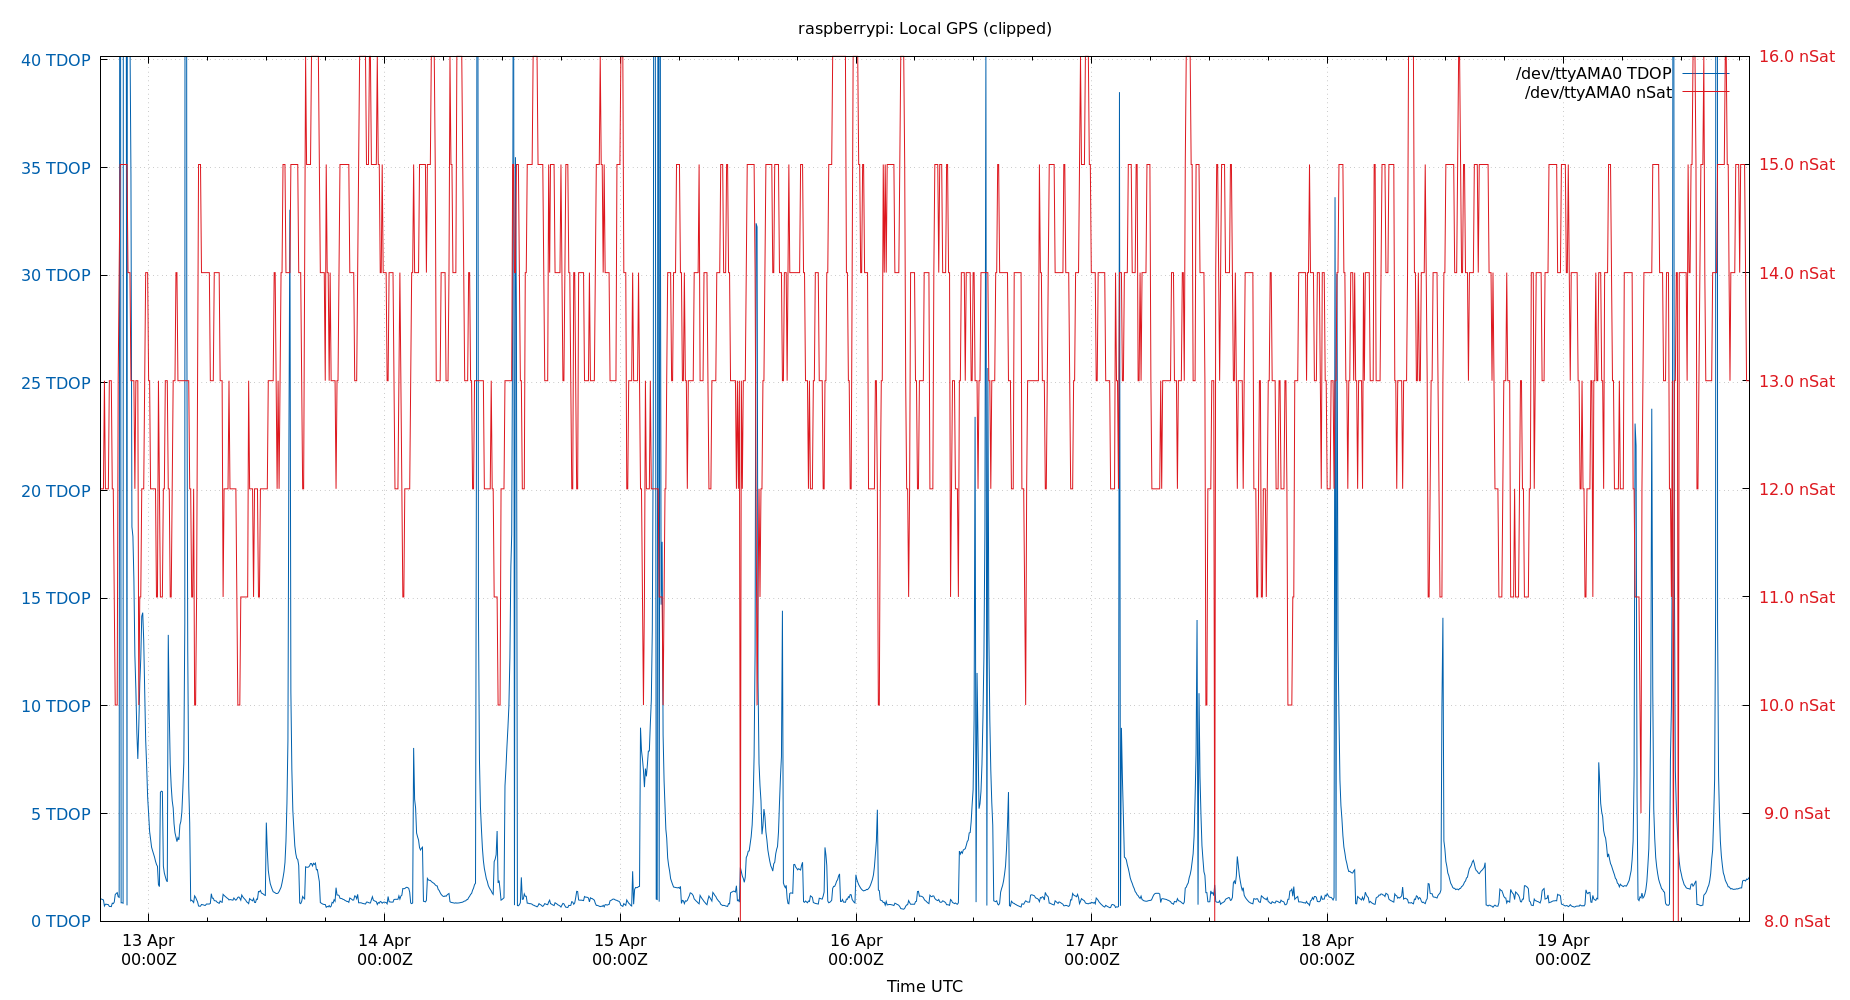 raspberrypi: Local GPS (clipped)
40 TDOP
35 TDOP
30 TDOP
25 TDOP
20 TDOP
15 TDOP
10 TDOP
5 TDOP
0 TDOP
16.0 nSat
15.0 nSat
14.0 nSat
13.0 nSat
12.0 nSat
11.0 nSat
10.0 nSat
9.0 nSat
8.0 nSat
/dev/ttyAMA0 TDOP
/dev/ttyAMA0 nSat
13 Apr
00:00Z
14 Apr
00:00Z
15 Apr
00:00Z
16 Apr
00:00Z
17 Apr
00:00Z
18 Apr
00:00Z
19 Apr
00:00Z
Time UTC